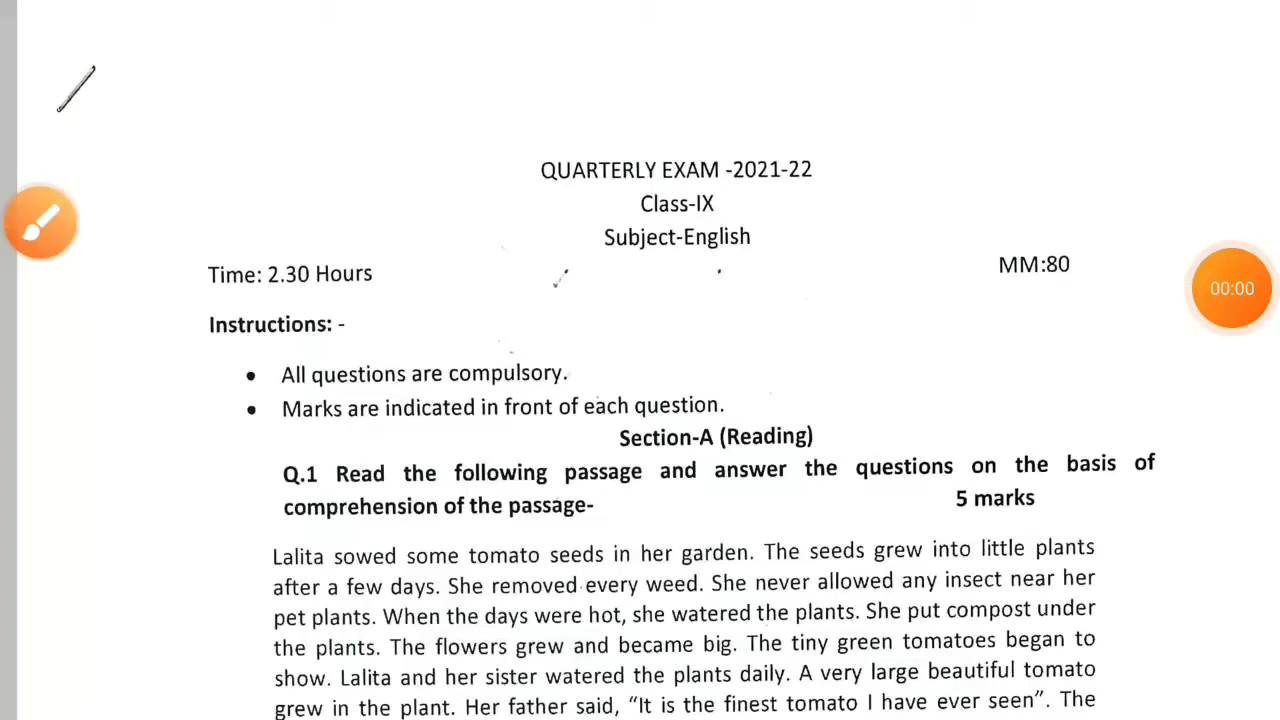 QUARTERLY EXAM -2021-22
Class-IX
Subject-English
Time: 2.30 Hours
MM:80
00:00
Instructions: -
• All questions are compulsory.
• Marks are indicated in front of each question.
Section-A (Reading)
Q.1 Read the following passage and answer the questions on the basis of
comprehension of the passage-
5 marks
Lalita sowed some tomato seeds in her garden. The seeds grew into little plants
after a few days. She removed every weed. She never allowed any insect near her
pet plants. When the days were hot, she watered the plants. She put compost under
the plants. The flowers grew and became big. The tiny green tomatoes began to
show. Lalita and her sister watered the plants daily. A very large beautiful tomato
grew in the plant. Her father said, “It is the finest tomato I have ever seen”. The